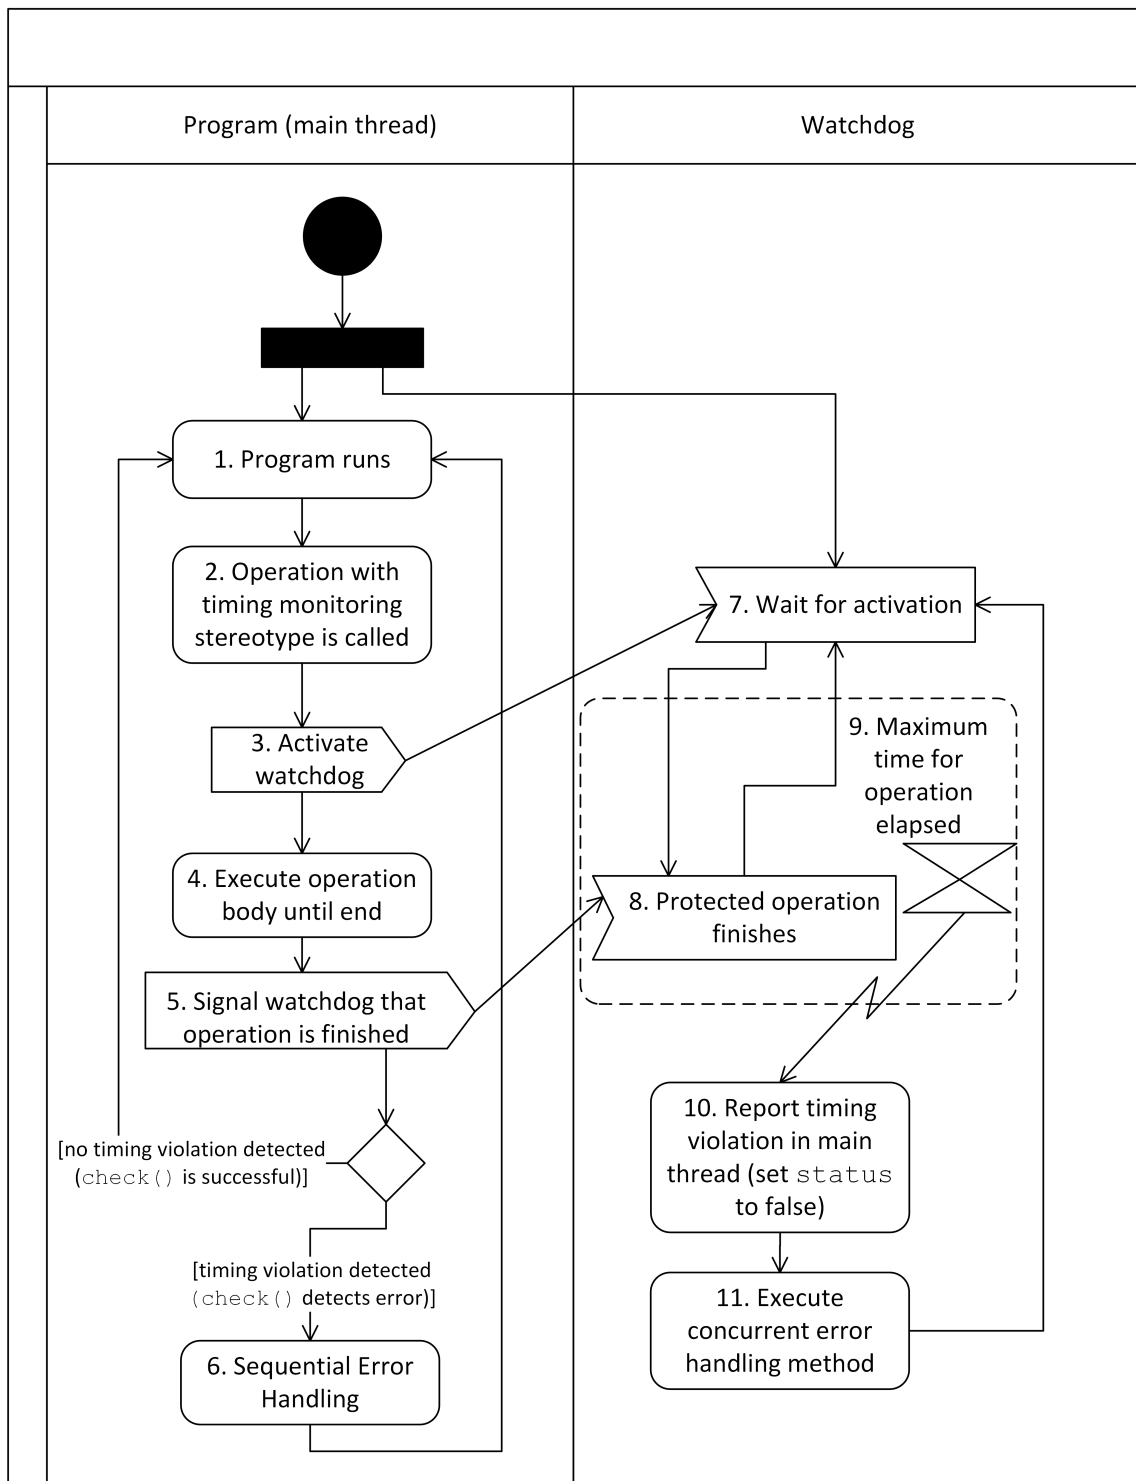 Program (main thread)
Watchdog
1. Program runs
2. Operation with
timing monitoring
stereotype is called
3. Activate
watchdog
4. Execute operation
body until end
5. Signal watchdog that
operation is finished
[no timing violation detected
(check() is successful)]
[timing violation detected
(check() detects error)]
6. Sequential Error
Handling
7. Wait for activation
9. Maximum
time for
operation
elapsed
8. Protected operation
finishes
10. Report timing
violation in main
thread (set status
to false)
11. Execute
concurrent error
handling method